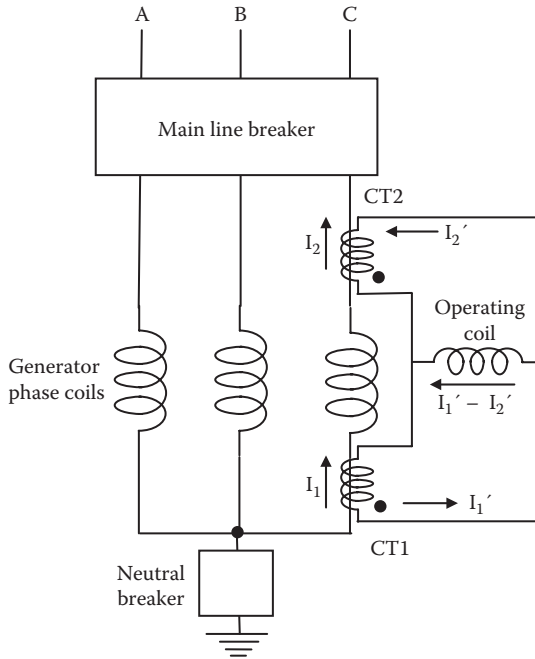 A B C
Main line breaker
CT2
I₂
I₂´
Operating
coil
Generator
phase coils
I₁´ – I₂´
I₁
I₁´
CT1
Neutral
breaker